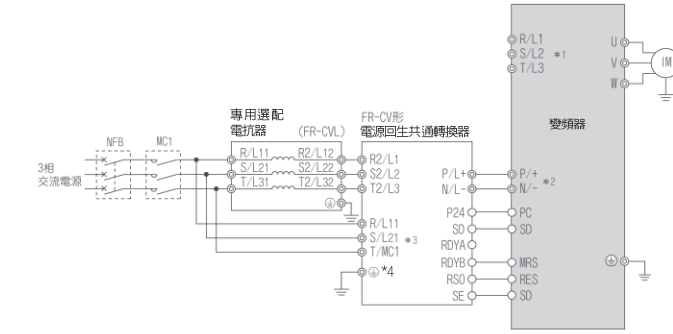 3相
交流電源
NFB
MC1
專用選配
電抗器
(FR-CVL)
R/L11
R2/L12
S/L21
S2/L22
T/L31
T2/L32
FR-CV形
電源回生共通轉換器
R2/L1
S2/L2
T2/L3
R/L11
S/L21
*3
T/MC1
*4
P/L+
N/L-
P24
SD
RDYA
RDYB
RSO
SE
R/L1
S/L2
*1
T/L3
變頻器
P/+
N/-
*2
PC
SD
MRS
RES
SD
U
V
W
IM